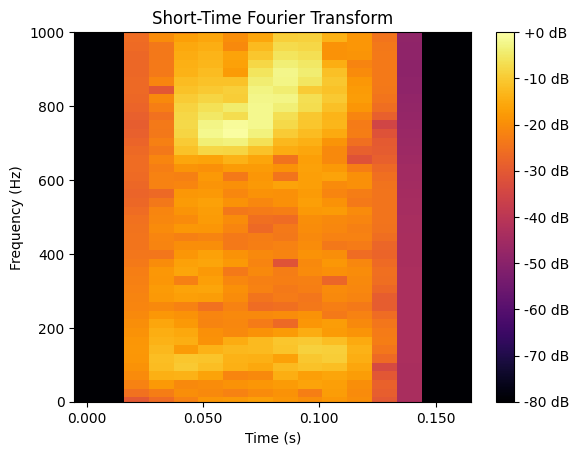 Short-Time Fourier Transform
1000
800
600
400
200
0
Frequency (Hz)
0.000
0.050
0.100
0.150
Time (s)
+0 dB
-10 dB
-20 dB
-30 dB
-40 dB
-50 dB
-60 dB
-70 dB
-80 dB